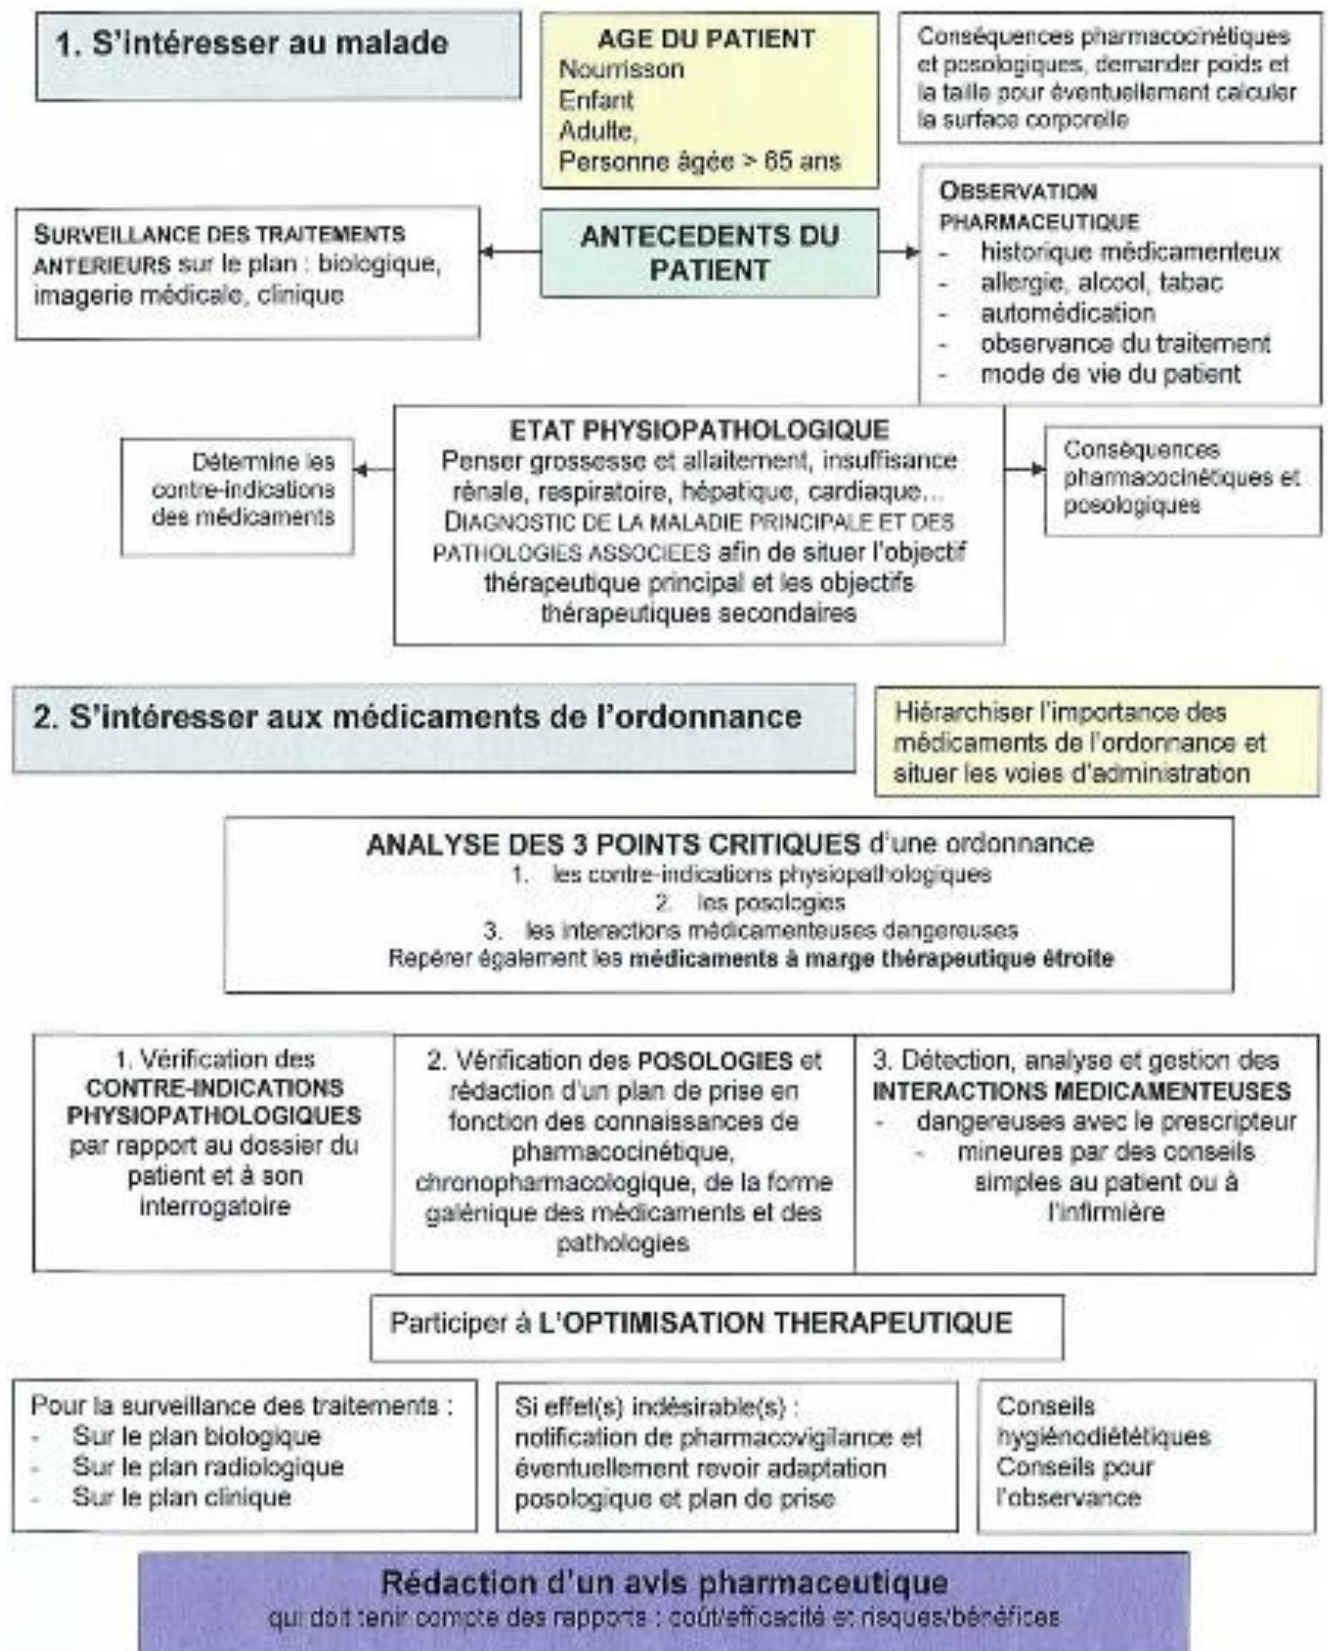 1. S'intéresser au malade
AGE DU PATIENT
Nourrisson
Enfant
Adulte,
Personne âgée > 65 ans
Conséquences pharmacocinétiques
et posologiques, demander poids et
la taille pour éventuellement calculer
la surface corporelle
SURVEILLANCE DES TRAITEMENTS
ANTERIEURS sur le plan : biologique,
imagerie médicale, clinique
ANTECEDENTS DU
PATIENT
OBSERVATION
PHARMACEUTIQUE
- historique médicamenteux
- allergie, alcool, tabac
- automédication
- observance du traitement
- mode de vie du patient
Détermine les
contre-indications
des médicaments
ETAT PHYSIOPATHOLOGIQUE
Penser grossesse et allaitement, insuffisance
rénale, respiratoire, hépatique, cardiaque...
DIAGNOSTIC DE LA MALADIE PRINCIPALE ET DES
PATHOLOGIES ASSOCIEES afin de situer l'objectif
thérapeutique principal et les objectifs
thérapeutiques secondaires
Conséquences
pharmacocinétiques et
posologiques
2. S'intéresser aux médicaments de l'ordonnance
Hiérarchiser l'importance des
médicaments de l'ordonnance et
situer les voies d'administration
ANALYSE DES 3 POINTS CRITIQUES d'une ordonnance
1. les contre-indications physiopathologiques
2. les posologies
3. les interactions médicamenteuses dangereuses
Repérer également les médicaments à marge thérapeutique étroite
1. Vérification des
CONTRE-INDICATIONS
PHYSIOPATHOLOGIQUES
par rapport au dossier du
patient et à son
interrogatoire
2. Vérification des POSOLOGIES et
rédaction d'un plan de prise en
fonction des connaissances de
pharmacocinétique,
chronopharmacologique, de la forme
galénique des médicaments et des
pathologies
3. Détection, analyse et gestion des
INTERACTIONS MEDICAMENTEUSES
- dangereuses avec le prescripteur
- mineures par des conseils
simples au patient ou à
l'infirmière
Participer à L'OPTIMISATION THERAPEUTIQUE
Pour la surveillance des traitements :
- Sur le plan biologique
- Sur le plan radiologique
- Sur le plan clinique
Si effet(s) indésirable(s) :
notification de pharmacovigilance et
éventuellement revoir adaptation
posologique et plan de prise
Conseils
hygiénodiététiques
Conseils pour
l'observance
Rédaction d'un avis pharmaceutique
qui doit tenir compte des rapports : coût/efficacité et risques/bénéfices